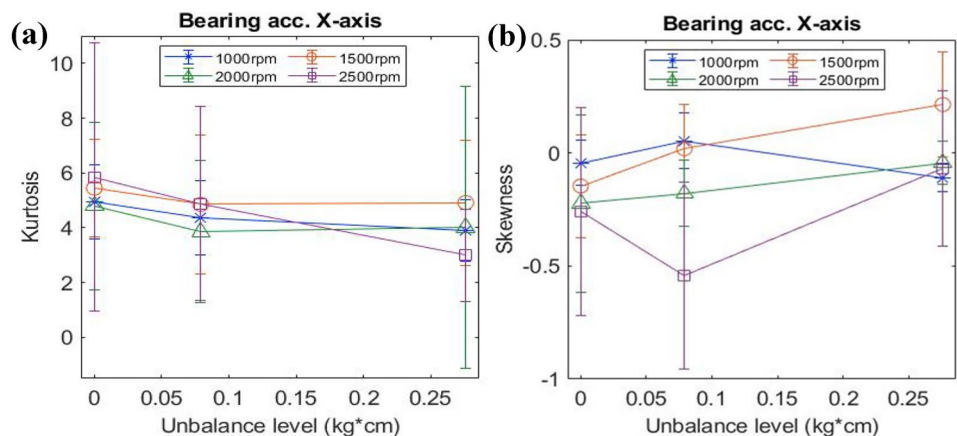 (a)
Bearing acc. X-axis
1000rpm 1500rpm
2000rpm 2500rpm
10
8
6
4
2
0
Kurtosis
0 0.05 0.1 0.15 0.2 0.25
Unbalance level (kg*cm)
(b)
Bearing acc. X-axis
1000rpm 1500rpm
2000rpm 2500rpm
0.5
0
-0.5
-1
Skewness
0 0.05 0.1 0.15 0.2 0.25
Unbalance level (kg*cm)